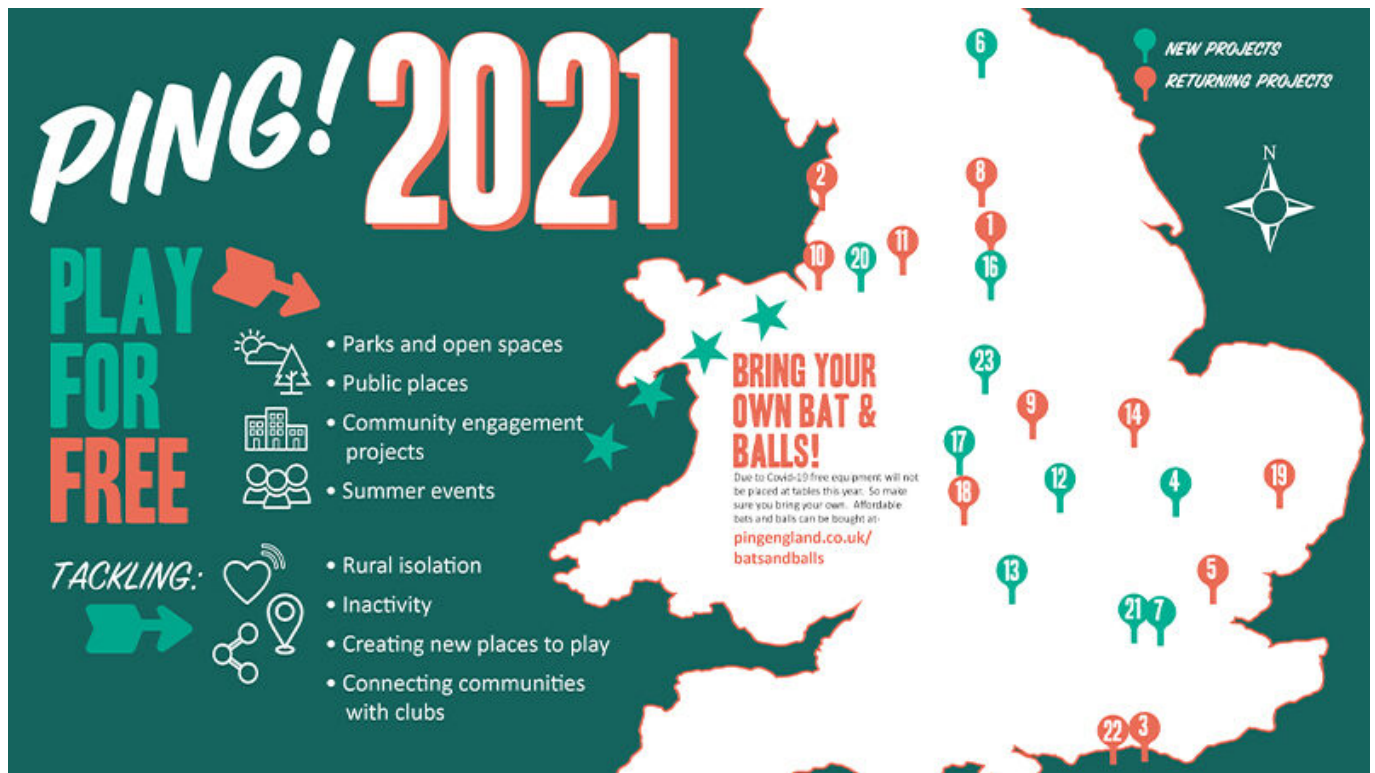 PING! 2021
PLAY
FOR
FREE
• Parks and open spaces
• Public places
• Community engagement
projects
• Summer events
TACKLING:
• Rural isolation
• Inactivity
• Creating new places to play
• Connecting communities
with clubs
NEW PROJECTS
RETURNING PROJECTS
N
6
2
8
1
11
10
20
16
23
9
14
17
12
4
19
18
13
5
21
7
22
3
BRING YOUR
OWN BAT &
BALLS!
Due to Covid-19 free equipment will not
be placed at tables this year. So make
sure you bring your own. Affordable
bats and balls can be bought at-
pingengland.co.uk/
batsandballs